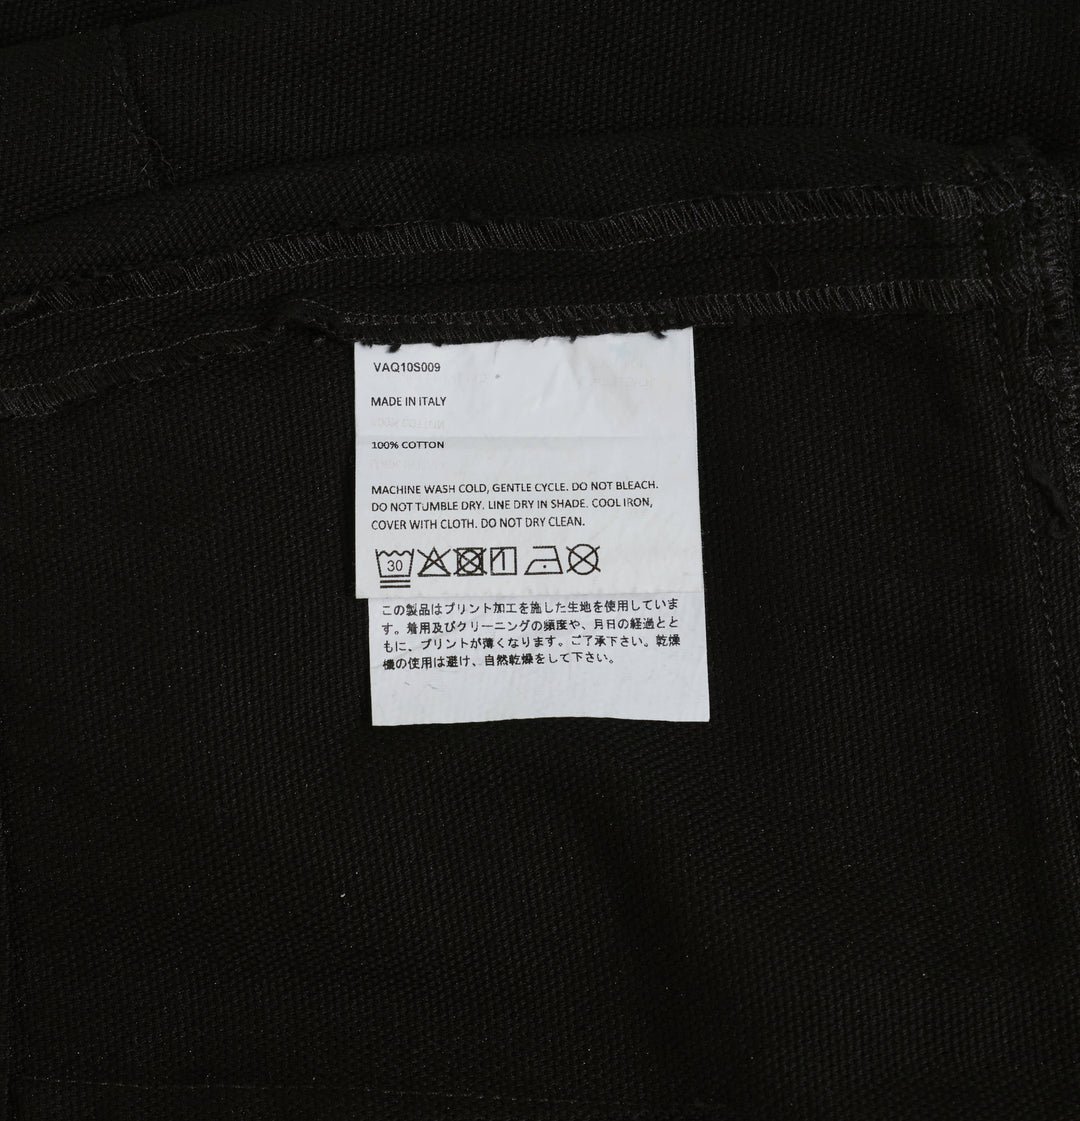 VAQ10S009
MADE IN ITALY
100% COTTON
MACHINE WASH COLD, GENTLE CYCLE. DO NOT BLEACH.
DO NOT TUMBLE DRY. LINE DRY IN SHADE. COOL IRON,
COVER WITH CLOTH. DO NOT DRY CLEAN.
30
この製品はプリント加工を施した生地を使用していま
す。着用及びクリーニングの頻度や、月日の経過とと
もに、プリントが薄くなります。ご了承下さい。乾燥
機の使用は避け、自然乾燥をして下さい。